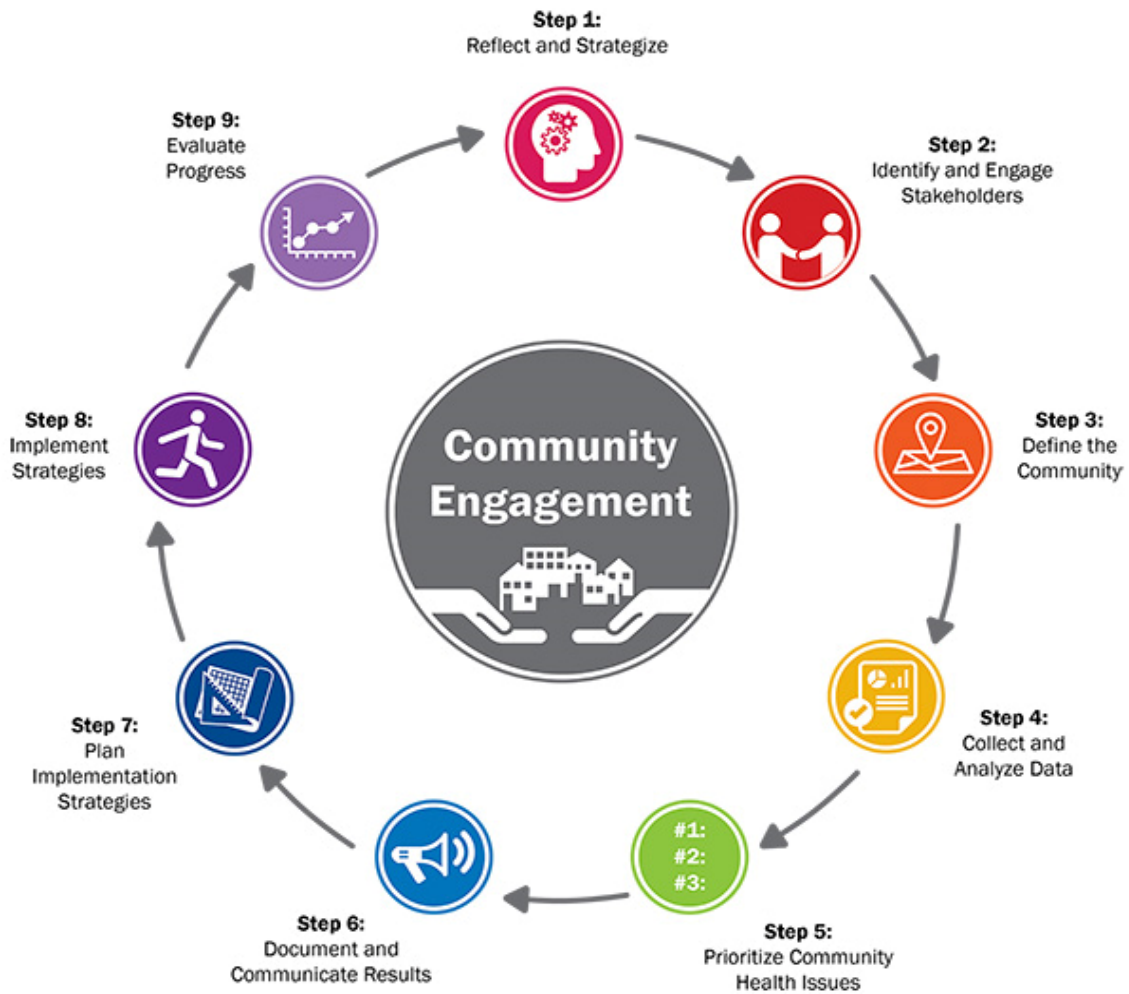 Step 1:
Reflect and Strategize
Step 2:
Identify and Engage
Stakeholders
Step 3:
Define the
Community
Step 4:
Collect and
Analyze Data
#1:
#2:
#3:
Step 5:
Prioritize Community
Health Issues
Step 6:
Document and
Communicate Results
Step 7:
Plan
Implementation
Strategies
Step 8:
Implement
Strategies
Step 9:
Evaluate
Progress
Community
Engagement